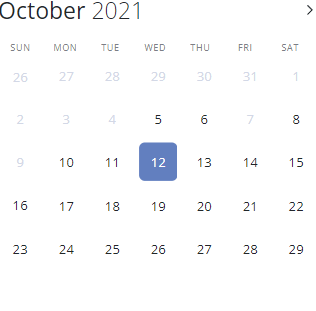 October 2021
SUN MON TUE WED THU FRI SAT
26 27 28 29 30 31 1
2 3 4 5 6 7 8
9 10 11 12 13 14 15
16 17 18 19 20 21 22
23 24 25 26 27 28 29